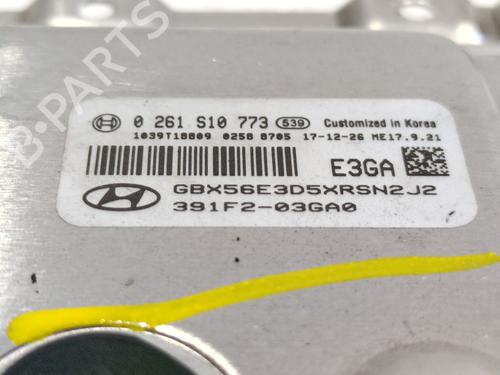 B-PARTS
0 261 S10 773 539 Customized in Korea
1039T18809 0258 8705 17-12-26 ME17.9.21
E3GA
GBX56E3D5XRSN2J2
391F2-03GA0